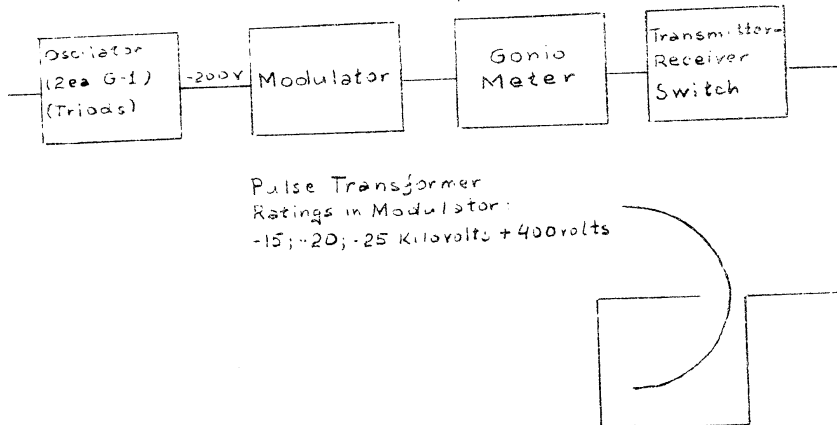 Oscilator
(2ea G-1)
(Triods)
-200V
Modulator
Gonio
Meter
Transmitter-
Receiver
Switch
Pulse Transformer
Ratings in Modulator:
-15; -20; -25 Kilovolts + 400volts